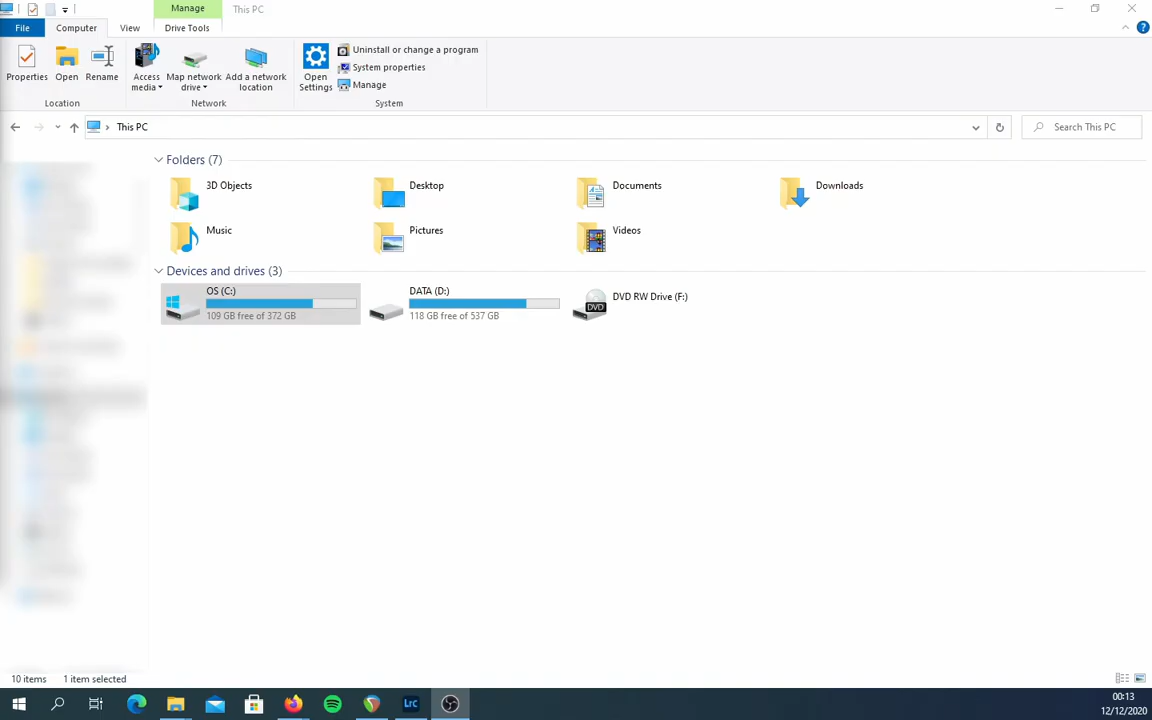 Manage
This PC
File
Computer
View
Drive Tools
Properties
Open
Rename
Access media
Map network drive
Add a network location
Open Settings
Uninstall or change a program
System properties
Manage
Location
Network
System
This PC
Search This PC
Folders (7)
3D Objects
Desktop
Documents
Downloads
Music
Pictures
Videos
Devices and drives (3)
OS (C:)
109 GB free of 372 GB
DATA (D:)
118 GB free of 537 GB
DVD
DVD RW Drive (F:)
10 items
1 item selected
LrC
00:13
12/12/2020